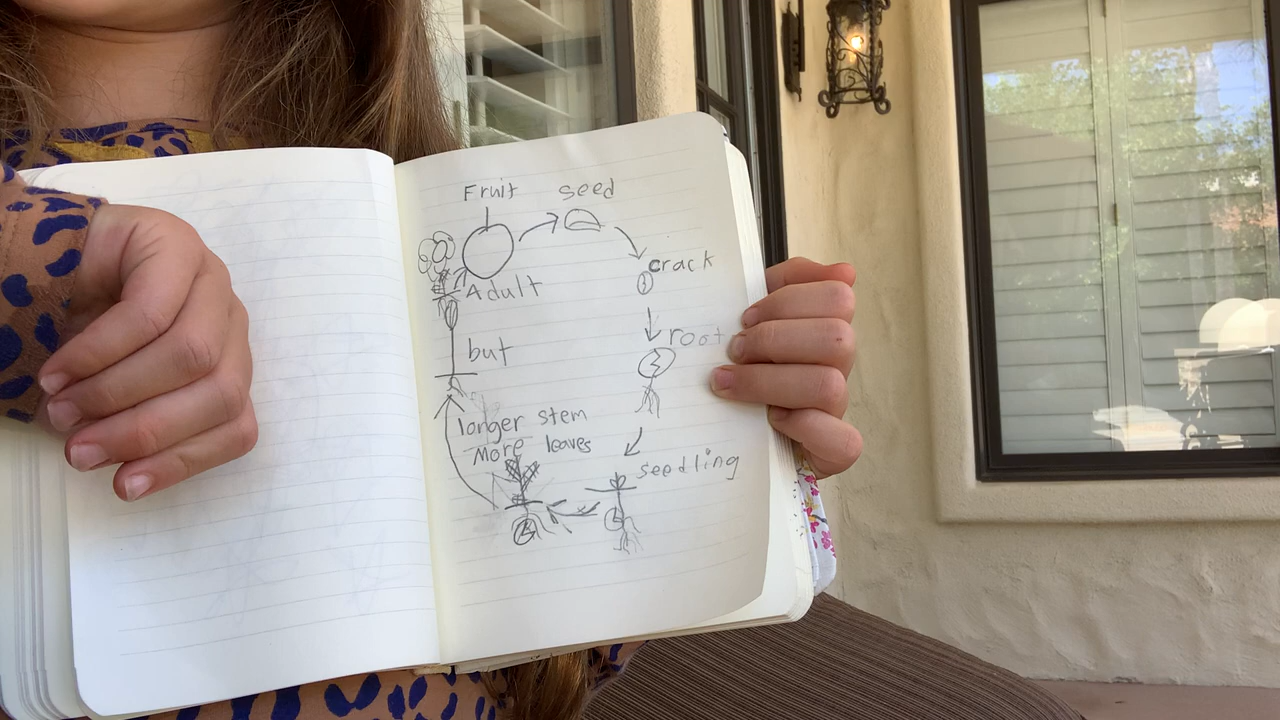 Fruit seed
crack
Adult
root
but
longer stem
More leaves
seedling